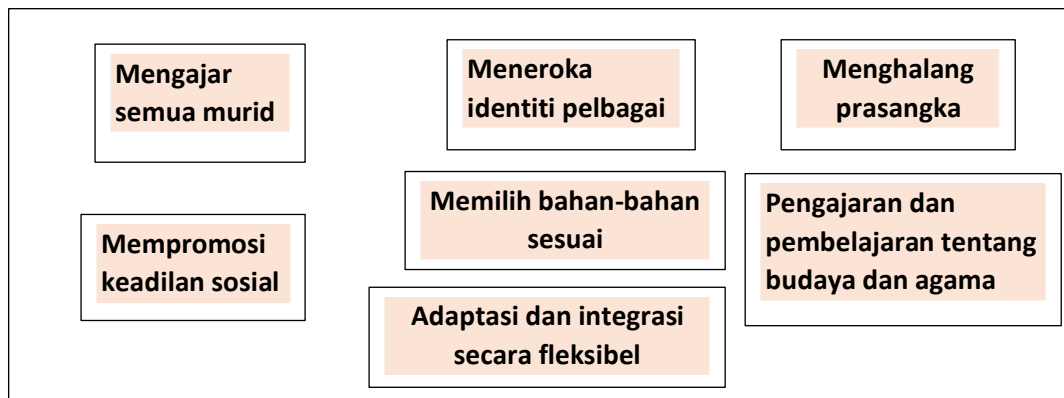 Mengajar
semua murid
Meneroka
identiti pelbagai
Menghalang
prasangka
Mempromosi
keadilan sosial
Memilih bahan-bahan
sesuai
Pengajaran dan
pembelajaran tentang
budaya dan agama
Adaptasi dan integrasi
secara fleksibel